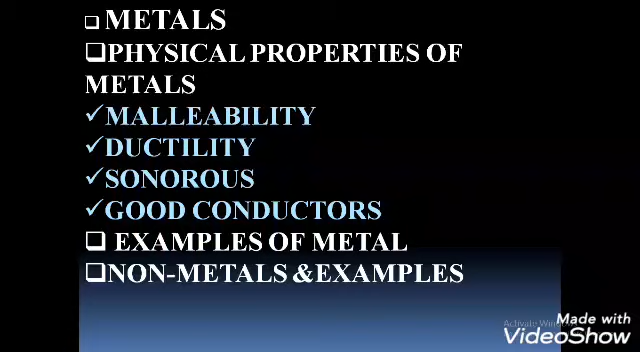 METALS
PHYSICAL PROPERTIES OF
METALS
MALLEABILITY
DUCTILITY
SONOROUS
GOOD CONDUCTORS
EXAMPLES OF METAL
NON-METALS &EXAMPLES
Activate
Made with
VideoShow